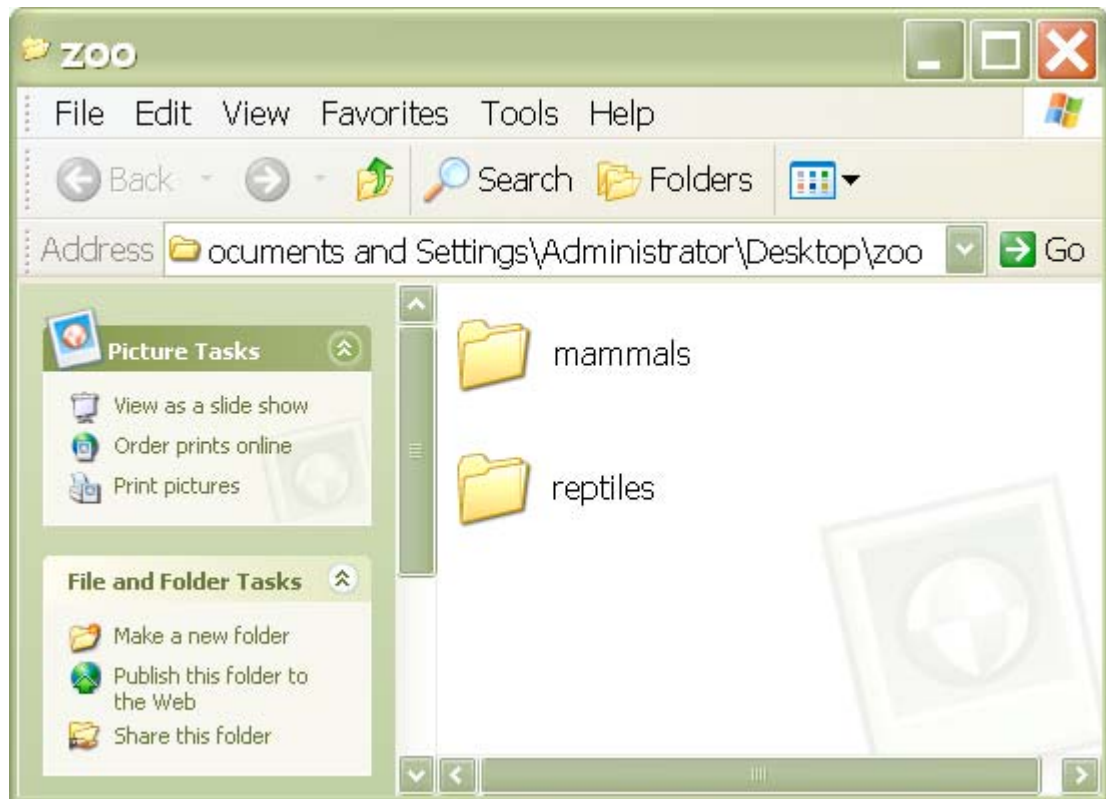 zoo
File Edit View Favorites Tools Help
Back Search Folders
Address ocuments and Settings\Administrator\Desktop\zoo Go
Picture Tasks
View as a slide show
Order prints online
Print pictures
File and Folder Tasks
Make a new folder
Publish this folder to
the Web
Share this folder
mammals
reptiles